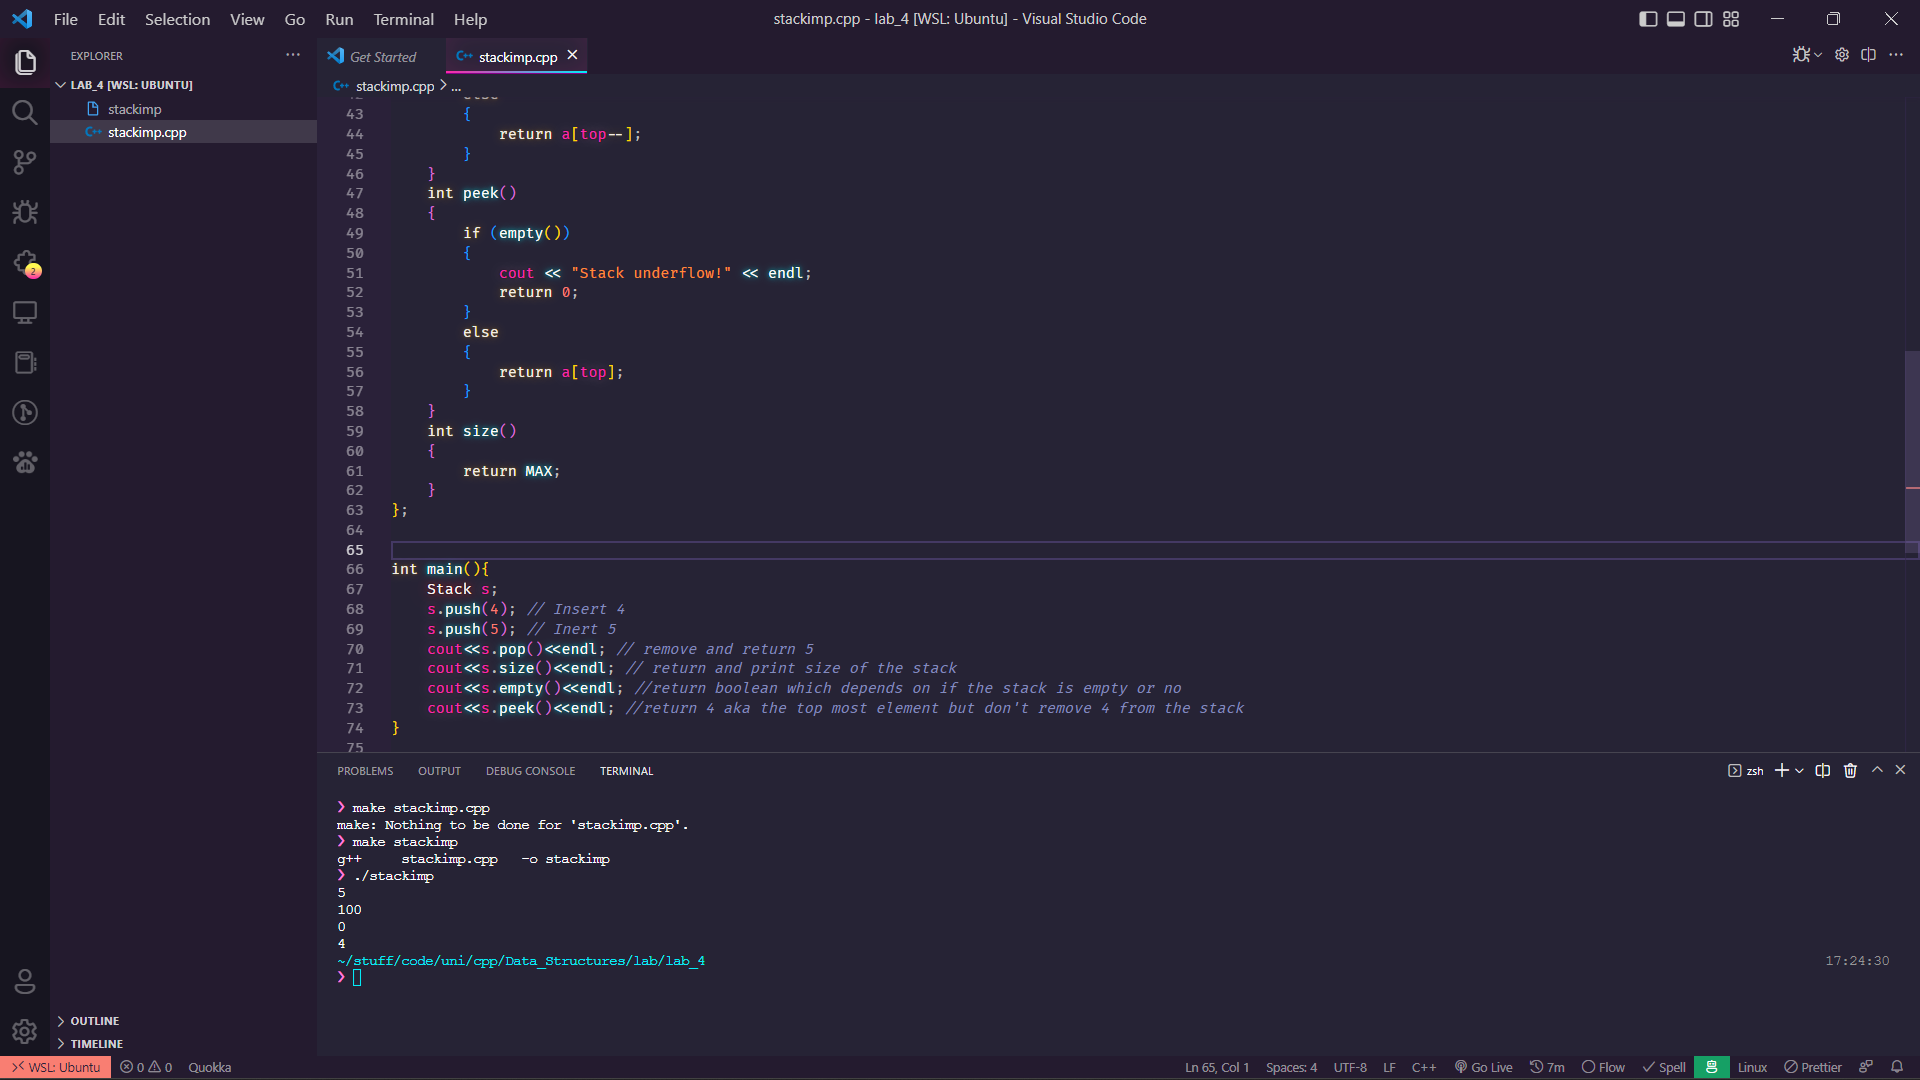 File Edit Selection View Go Run Terminal Help
stackimp.cpp - lab_4 [WSL: Ubuntu] - Visual Studio Code
EXPLORER
LAB_4 [WSL: UBUNTU]
stackimp
C++ stackimp.cpp
2
OUTLINE
TIMELINE
Get Started
C++ stackimp.cpp
C++ stackimp.cpp > ...
42 else
43 {
44 return a[top--];
45 }
46 }
47 int peek()
48 {
49 if (empty())
50 {
51 cout << "Stack underflow!" << endl;
52 return 0;
53 }
54 else
55 {
56 return a[top];
57 }
58 }
59 int size()
60 {
61 return MAX;
62 }
63 };
64
65
66 int main(){
67 Stack s;
68 s.push(4); // Insert 4
69 s.push(5); // Inert 5
70 cout<<s.pop()<<endl; // remove and return 5
71 cout<<s.size()<<endl; // return and print size of the stack
72 cout<<s.empty()<<endl; //return boolean which depends on if the stack is empty or no
73 cout<<s.peek()<<endl; //return 4 aka the top most element but don't remove 4 from the stack
74 }
75
PROBLEMS OUTPUT DEBUG CONSOLE TERMINAL
zsh
❯ make stackimp.cpp
make: Nothing to be done for 'stackimp.cpp'.
❯ make stackimp
g++ stackimp.cpp -o stackimp
❯ ./stackimp
5
100
0
4
~/stuff/code/uni/cpp/Data_Structures/lab/lab_4 17:24:30
❯
WSL: Ubuntu 0 0 Quokka
Ln 65, Col 1 Spaces: 4 UTF-8 LF C++ Go Live 7m Flow Spell Linux Prettier